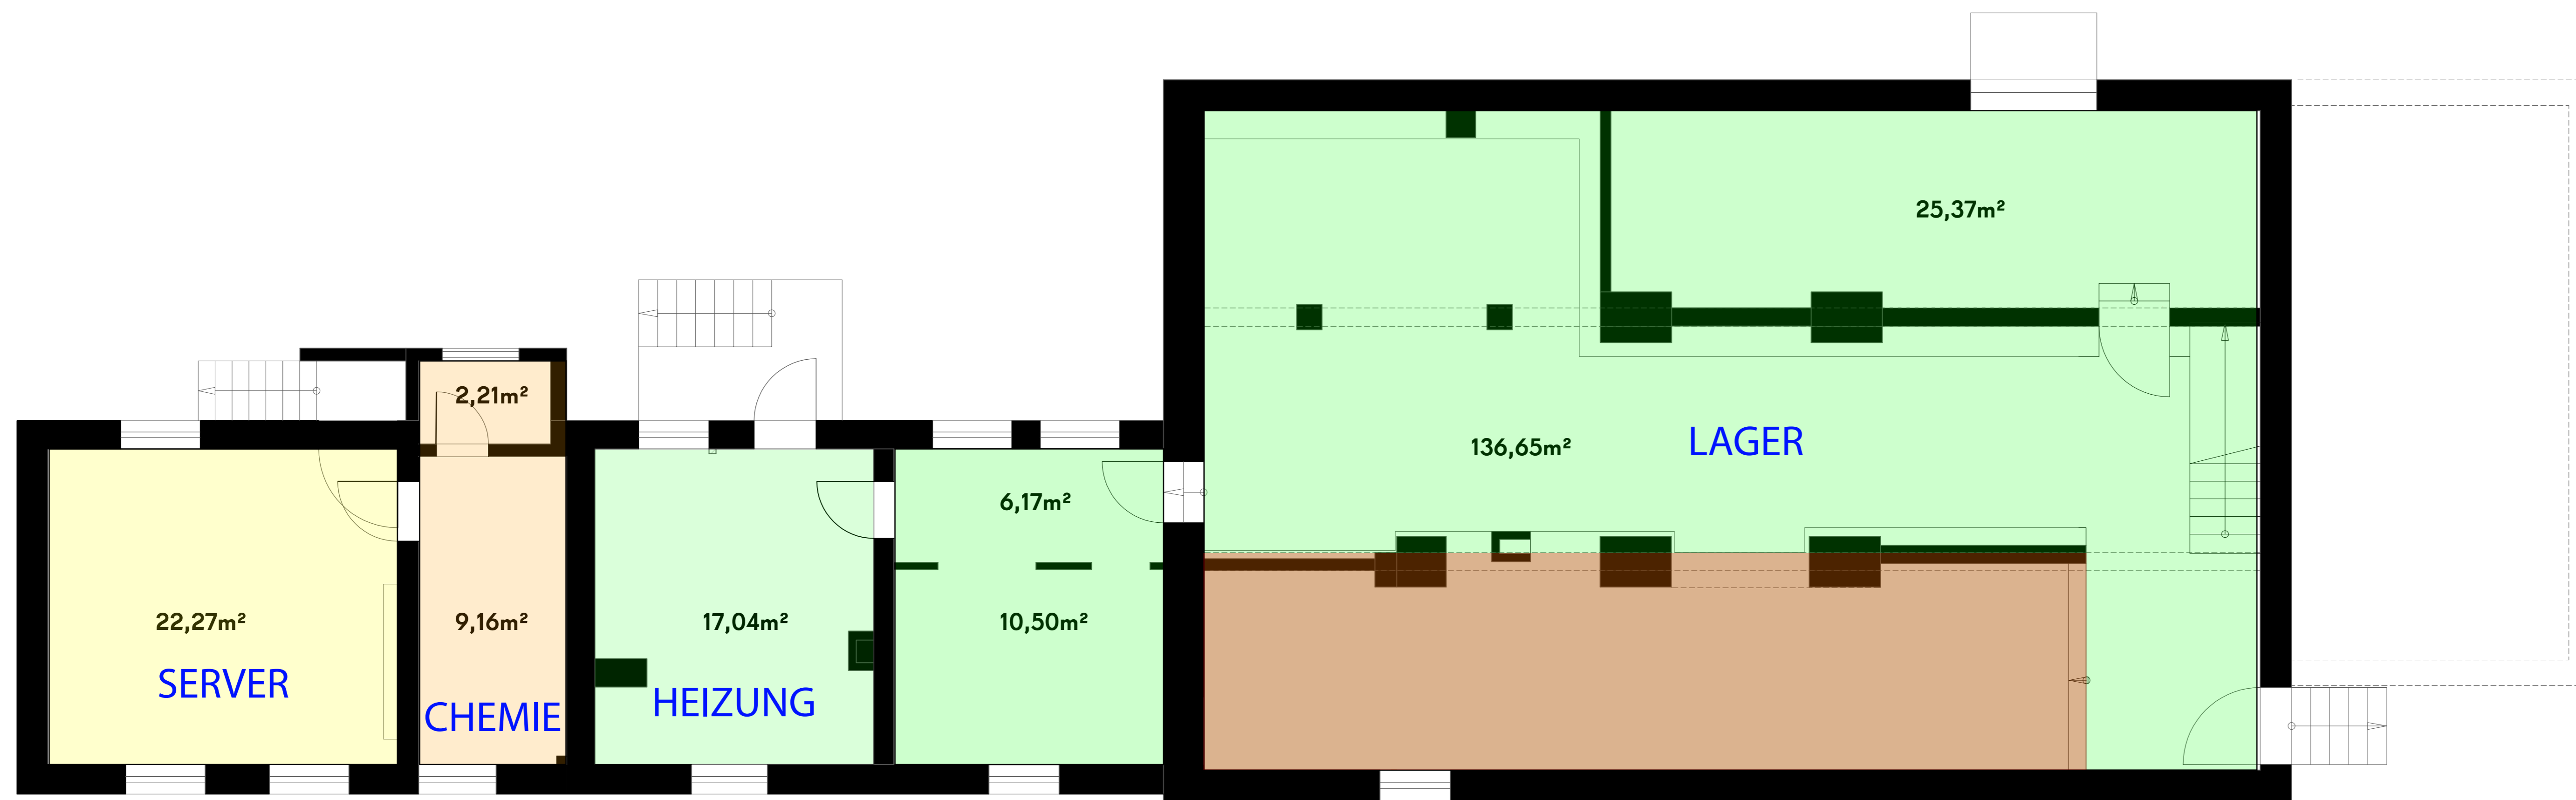 25,37m²
2,21m²
136,65m²
LAGER
6,17m²
22,27m²
9,16m²
17,04m²
10,50m²
SERVER
CHEMIE
HEIZUNG